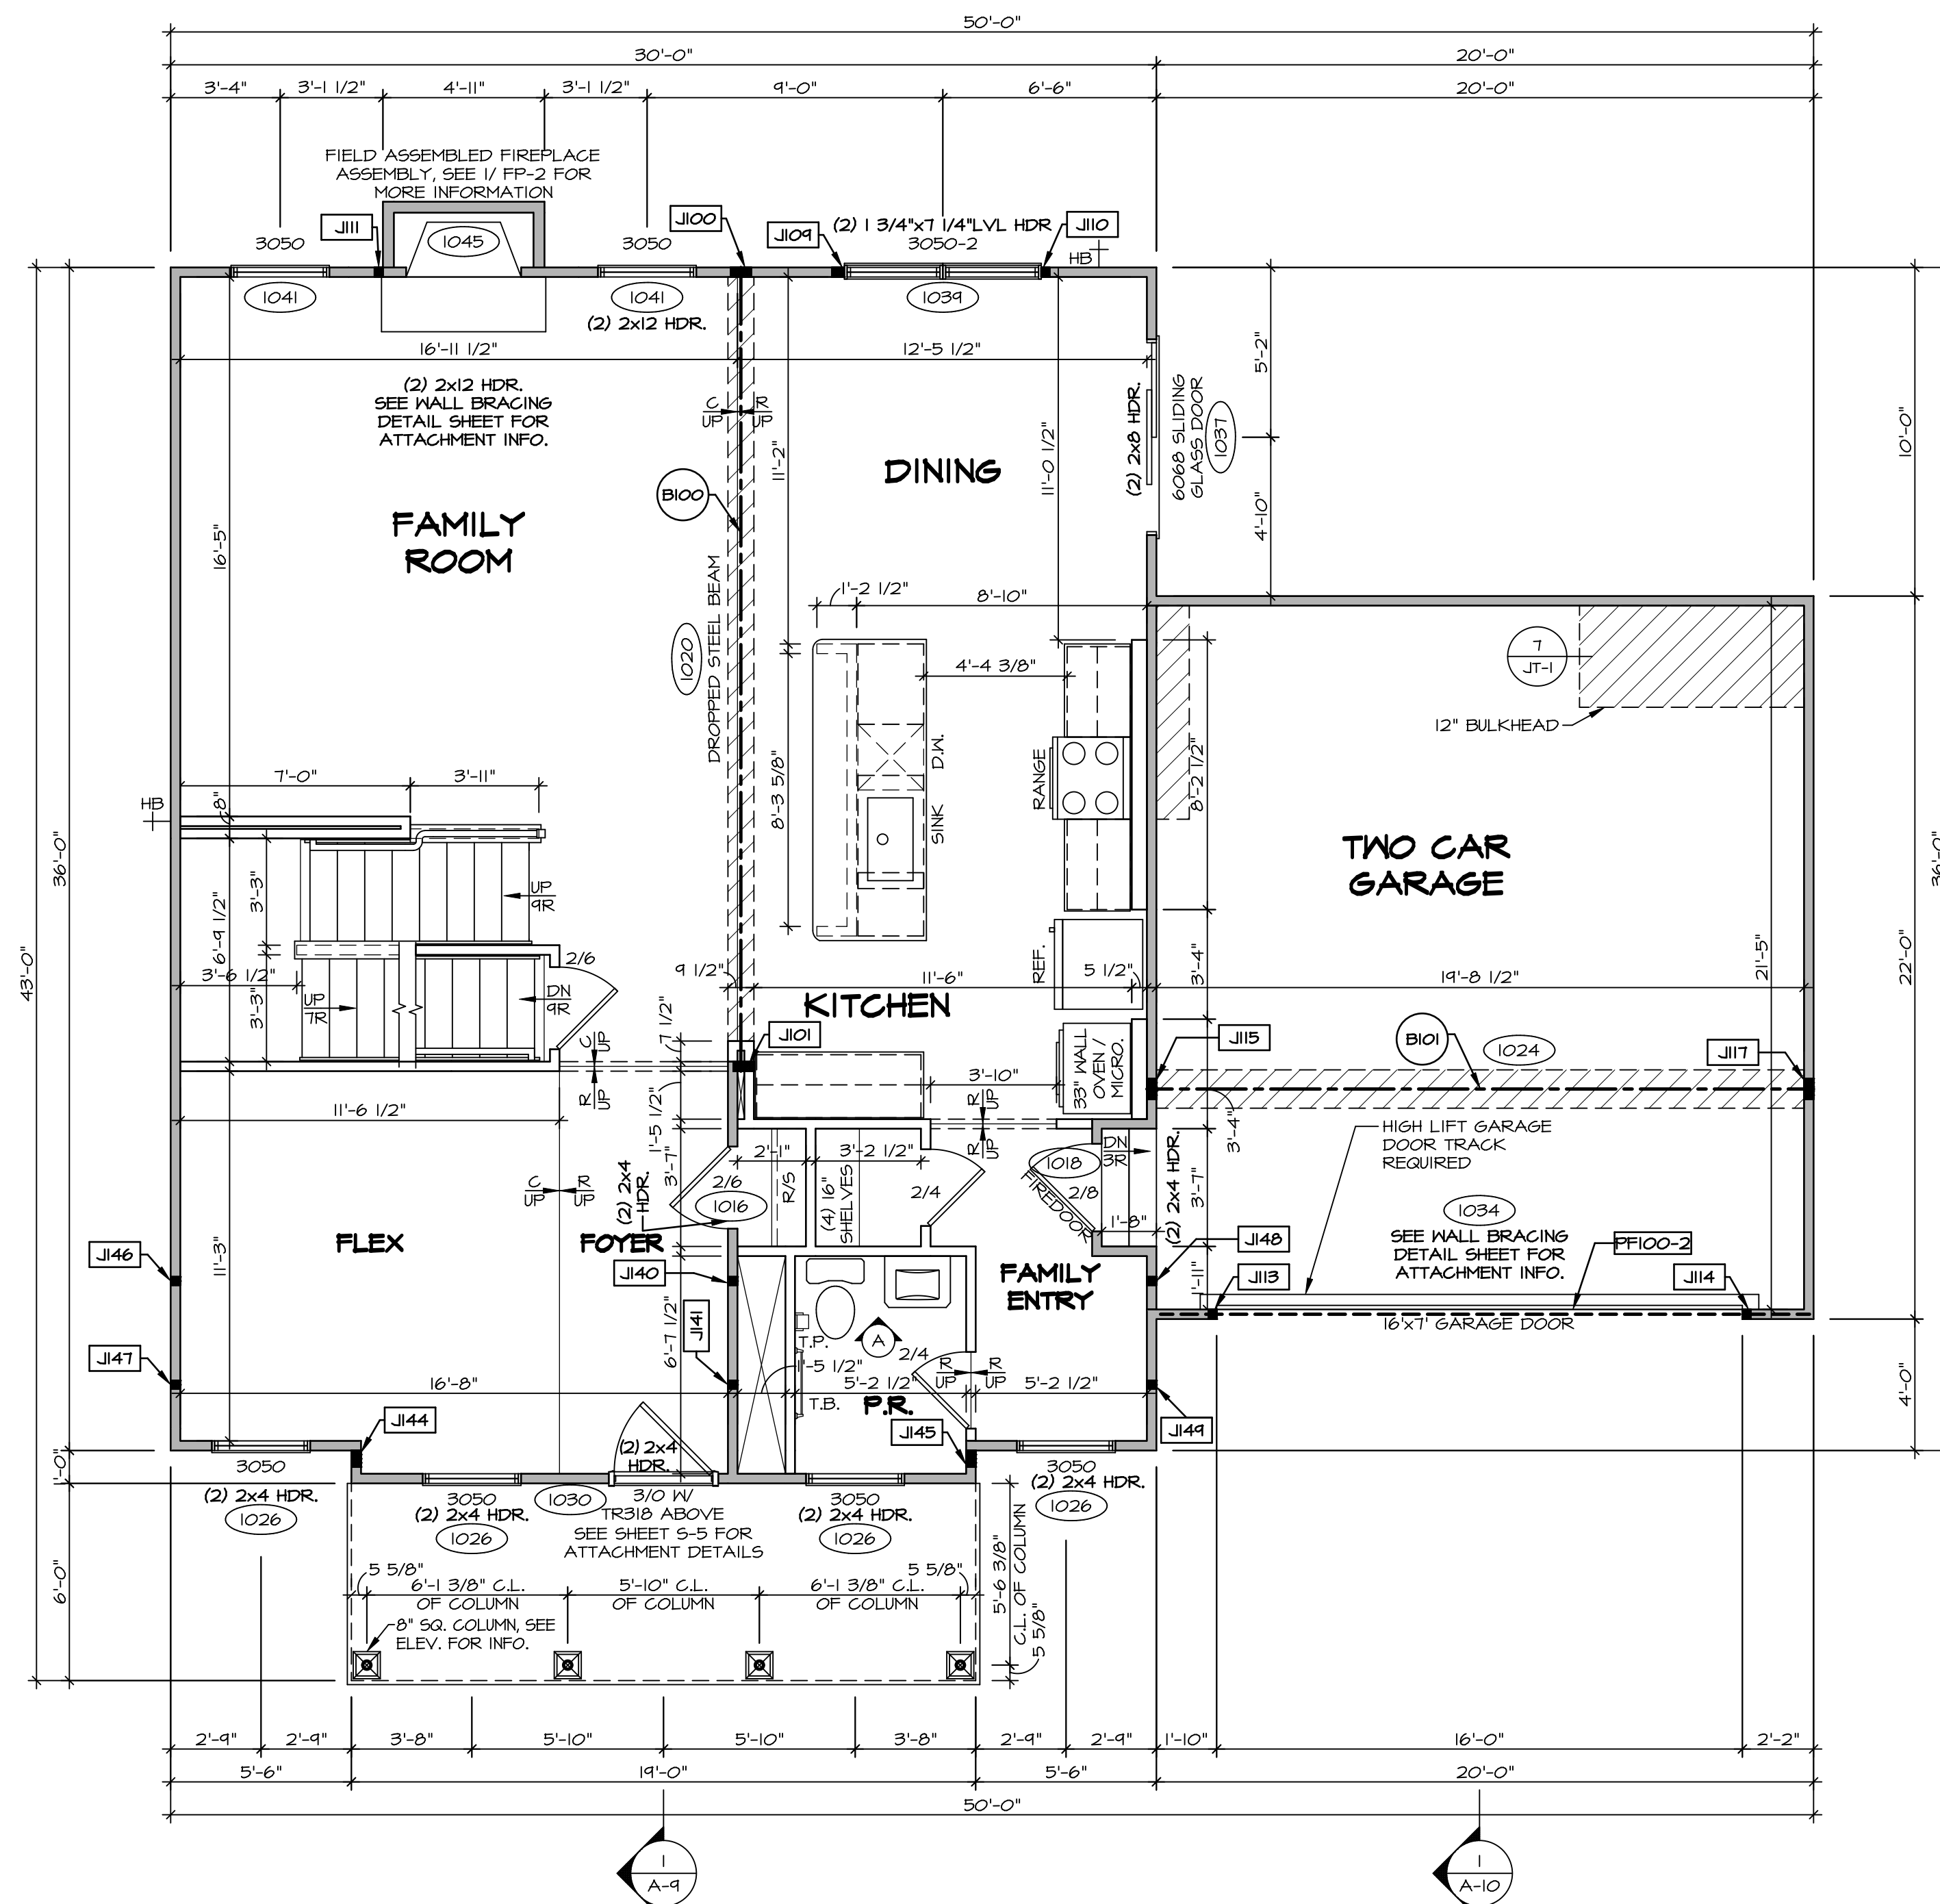 50'-0"
30'-0"
20'-0"
3'-4"
3'-1 1/2"
4'-11"
3'-1 1/2"
9'-0"
6'-6"
20'-0"
FIELD ASSEMBLED FIREPLACE
ASSEMBLY, SEE 1/ FP-2 FOR
MORE INFORMATION
J111
1045
3050
3050
J100
J109
(2) 1 3/4"x7 1/4"LVL HDR
3050-2
J110
HB
1041
1041
(2) 2x12 HDR.
1039
16'-11 1/2"
12'-5 1/2"
(2) 2x12 HDR.
SEE WALL BRACING
DETAIL SHEET FOR
ATTACHMENT INFO.
C
UP
R
UP
11'-2"
11'-0 1/2"
(2) 2x8 HDR.
6068 SLIDING
GLASS DOOR
1037
5'-2"
4'-10"
10'-0"
DINING
B100
FAMILY
ROOM
16'-5"
DROPPED STEEL BEAM
1020
1'-2 1/2"
8'-10"
4'-4 3/8"
7
JT-1
12" BULKHEAD
8'-3 5/8"
D.W.
SINK
RANGE
8'-2 1/2"
TWO CAR
GARAGE
36'-0"
43'-0"
36'-0"
22'-0"
21'-5"
HB
7'-0"
3'-11"
8"
6'-9 1/2"
3'-3"
3'-3"
UP
9R
3'-6 1/2"
UP
7R
DN
9R
2/6
9 1/2"
11'-6"
REF.
5 1/2"
3'-4"
19'-8 1/2"
KITCHEN
7 1/2"
J101
C
UP
R
UP
33" WALL
OVEN /
MICRO.
3'-10"
R
UP
R
UP
J115
B101
1024
J117
11'-6 1/2"
1'-5 1/2"
3'-7"
2'-1"
3'-2 1/2"
R/S
(4) 16"
SHELVES
2/4
1018
DN
3R
FIREDOOR
2/8
1'-8"
(2) 2x4 HDR.
3'-7"
3'-4"
HIGH LIFT GARAGE
DOOR TRACK
REQUIRED
1034
SEE WALL BRACING
DETAIL SHEET FOR
ATTACHMENT INFO.
PF100-2
C
UP
R
UP
2/6
(2) 2x4
HDR.
1016
FLEX
FOYER
11'-3"
J146
J140
J141
J147
FAMILY
ENTRY
J148
J113
J114
1'-11"
16'x7' GARAGE DOOR
6'-7 1/2"
T.P.
A
2/4
1'-5 1/2"
T.B.
5'-2 1/2"
P.R.
R
UP
R
UP
5'-2 1/2"
16'-8"
J144
J145
J149
4'-0"
1'-0"
6'-0"
3050
(2) 2x4 HDR.
1026
3050
(2) 2x4 HDR.
1026
(2) 2x4
HDR.
1030
3/0 W/
TR318 ABOVE
SEE SHEET S-5 FOR
ATTACHMENT DETAILS
3050
(2) 2x4 HDR.
1026
3050
(2) 2x4 HDR.
1026
5 5/8"
6'-1 3/8" C.L.
OF COLUMN
5'-10" C.L.
OF COLUMN
6'-1 3/8" C.L.
OF COLUMN
5 5/8"
5'-6 3/8"
C.L. OF COLUMN
5 5/8"
8" SQ. COLUMN, SEE
ELEV. FOR INFO.
2'-9"
2'-9"
3'-8"
5'-10"
5'-10"
3'-8"
2'-9"
2'-9"
1'-10"
16'-0"
2'-2"
5'-6"
19'-0"
5'-6"
20'-0"
50'-0"
1
A-9
1
A-10